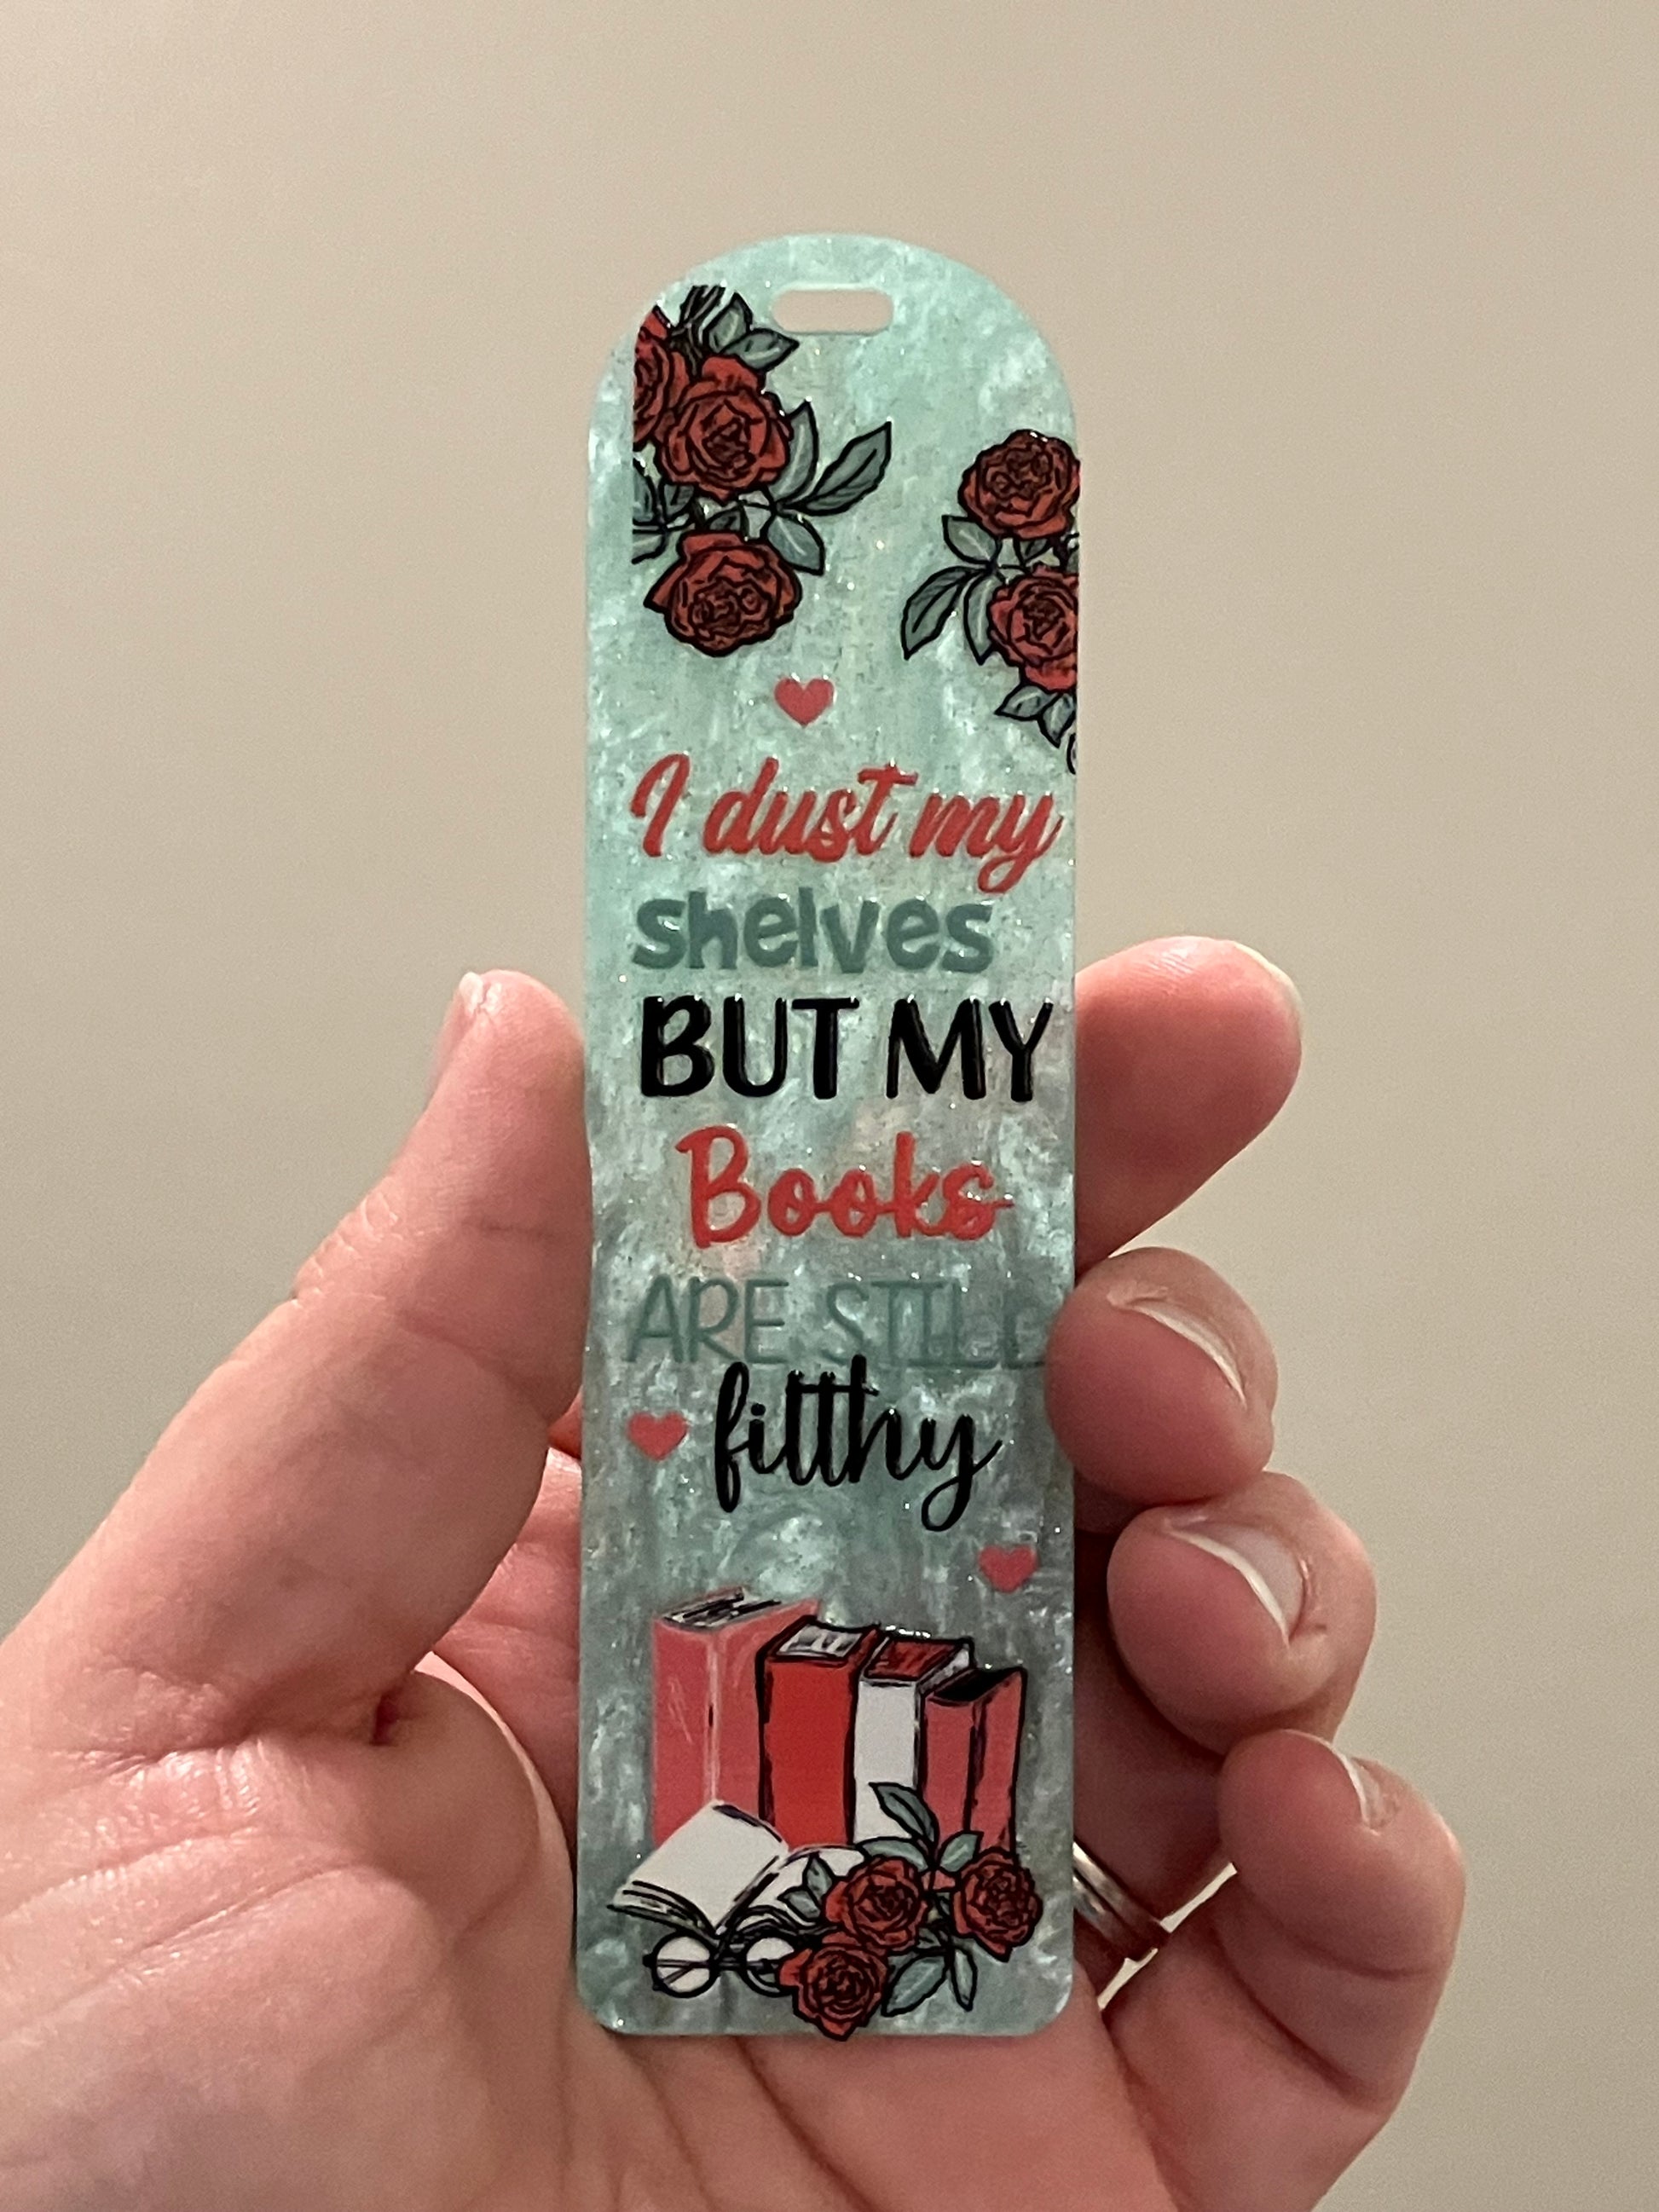 I dust my
shelves
BUT MY
Books
ARE STILL
filthy